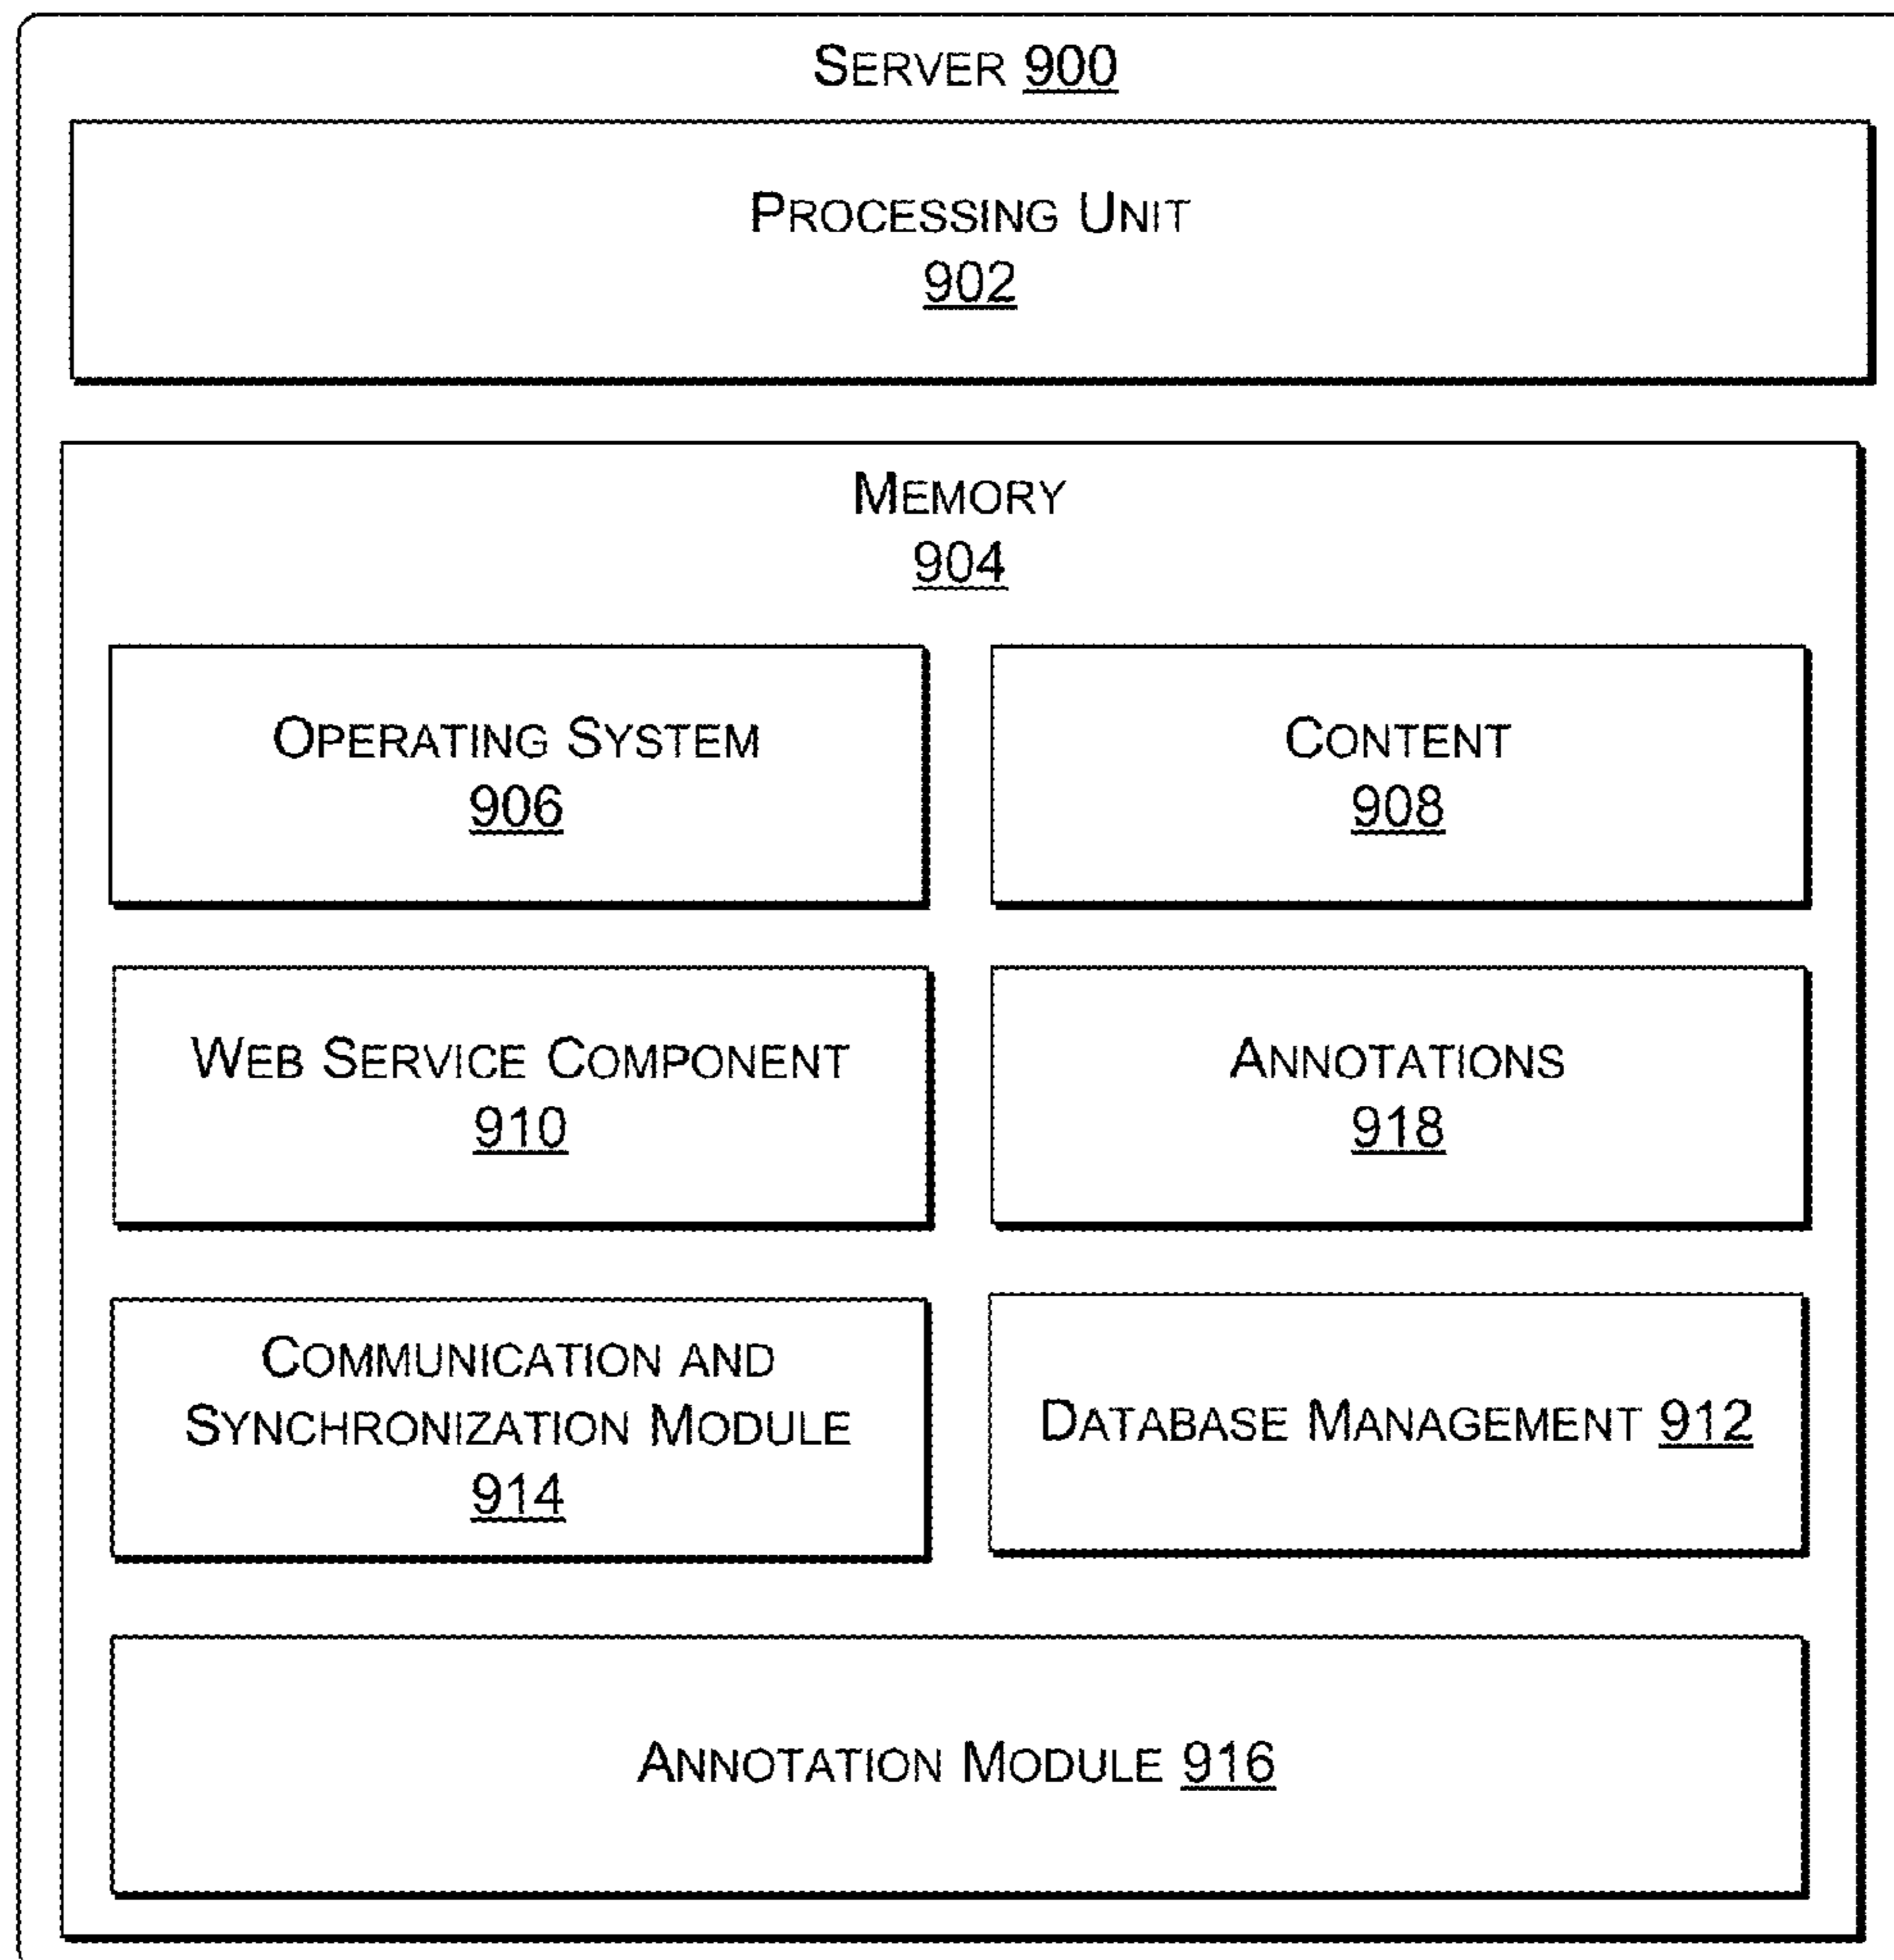 SERVER 900
PROCESSING UNIT
902
MEMORY
904
OPERATING SYSTEM
906
CONTENT
908
WEB SERVICE COMPONENT
910
ANNOTATIONS
918
COMMUNICATION AND
SYNCHRONIZATION MODULE
914
DATABASE MANAGEMENT 912
ANNOTATION MODULE 916